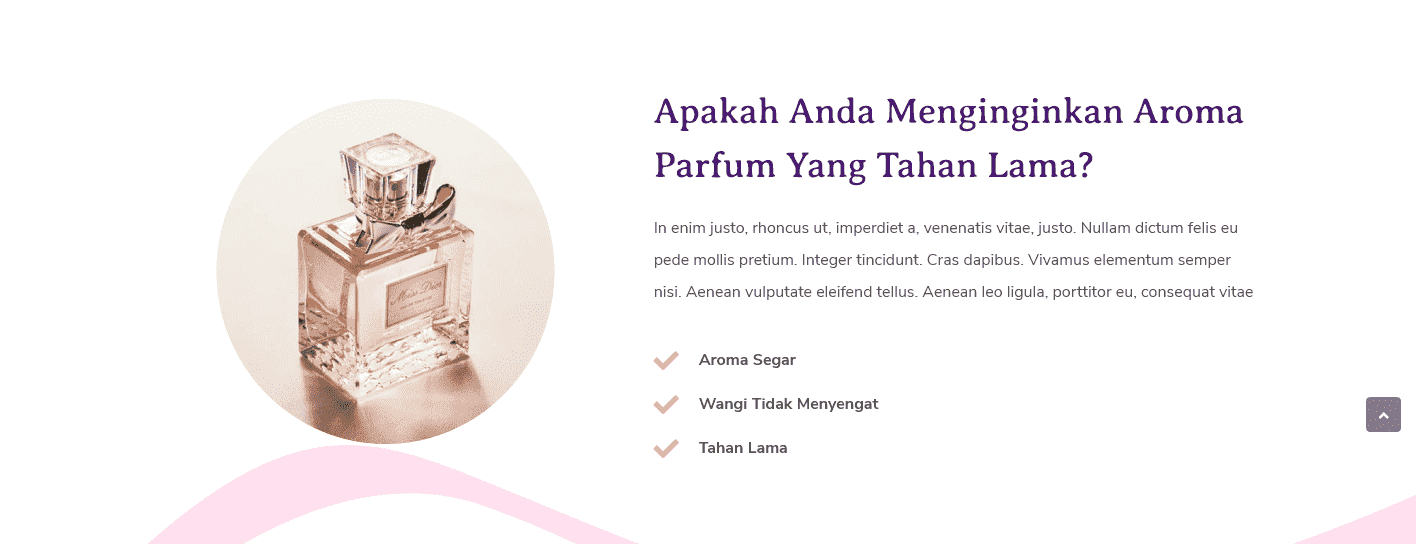 Apakah Anda Menginginkan Aroma
Parfum Yang Tahan Lama?
In enim justo, rhoncus ut, imperdiet a, venenatis vitae, justo. Nullam dictum felis eu
pede mollis pretium. Integer tincidunt. Cras dapibus. Vivamus elementum semper
nisi. Aenean vulputate eleifend tellus. Aenean leo ligula, porttitor eu, consequat vitae
Miss Dior
Aroma Segar
Wangi Tidak Menyengat
Tahan Lama